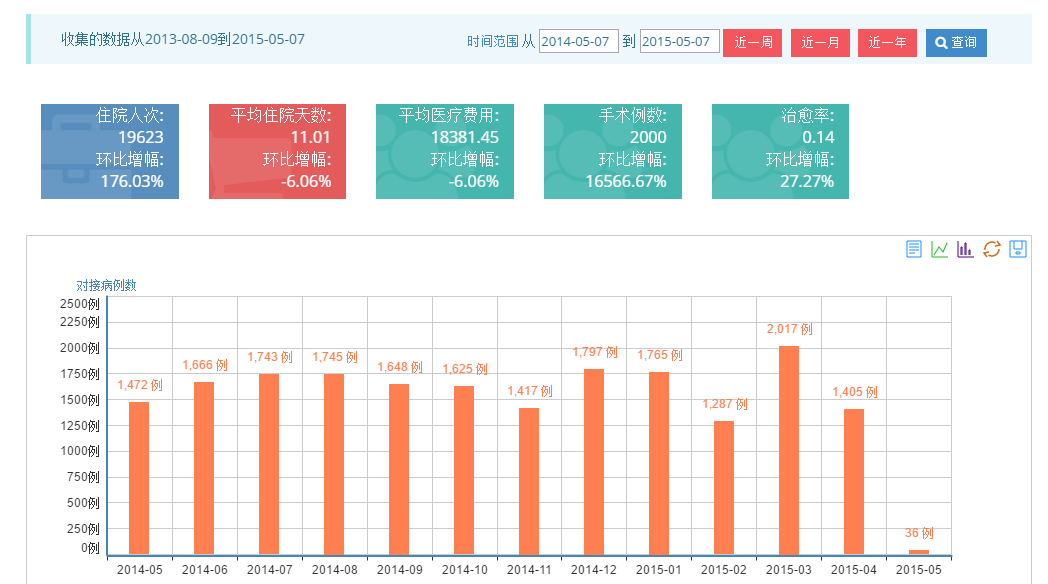 收集的数据从2013-08-09到2015-05-07
时间范围 从 2014-05-07 到 2015-05-07 近一周 近一月 近一年 查询
住院人次:
19623
环比增幅:
176.03%
平均住院天数:
11.01
环比增幅:
-6.06%
平均医疗费用:
18381.45
环比增幅:
-6.06%
手术例数:
2000
环比增幅:
16566.67%
治愈率:
0.14
环比增幅:
27.27%
对接病例数
2500例
2250例
2000例
1750例
1500例
1250例
1000例
750例
500例
250例
0例
1,472 例
1,666 例
1,743 例
1,745 例
1,648 例
1,625 例
1,417 例
1,797 例
1,765 例
1,287 例
2,017 例
1,405 例
36 例
2014-05 2014-06 2014-07 2014-08 2014-09 2014-10 2014-11 2014-12 2015-01 2015-02 2015-03 2015-04 2015-05